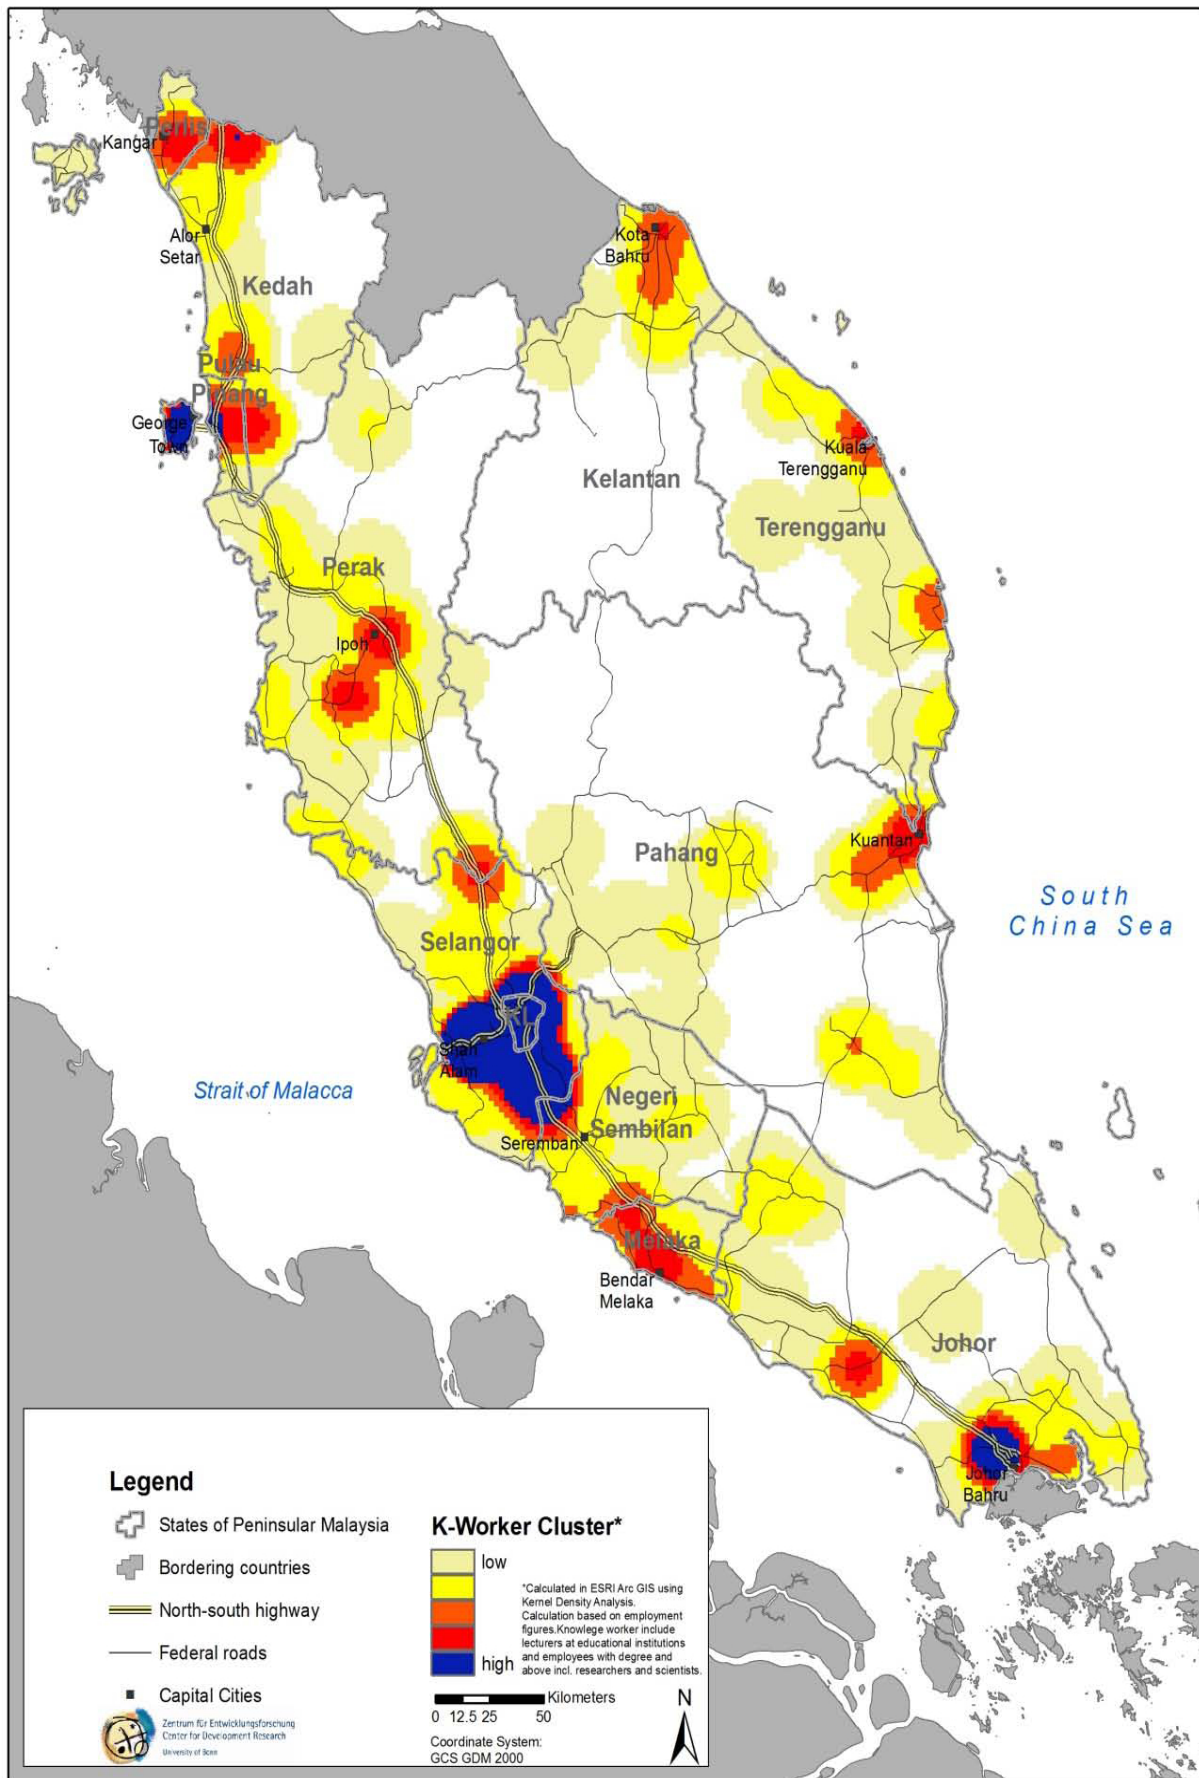 Perlis
Kangar
Alor
Setar
Kedah
Kota
Bahru
Pulau
Pinang
George
Town
Kuala
Terengganu
Kelantan
Terengganu
Perak
Ipoh
Kuantan
Pahang
South
China Sea
Selangor
KL
Shah
Alam
Strait of Malacca
Negeri
Sembilan
Seremban
Melaka
Bendar
Melaka
Johor
Johor
Bahru
Legend
States of Peninsular Malaysia
Bordering countries
North-south highway
Federal roads
Capital Cities
Zentrum für Entwicklungsforschung
Center for Development Research
University of Bonn
K-Worker Cluster*
low
high
*Calculated in ESRI Arc GIS using
Kernel Density Analysis.
Calculation based on employment
figures.Knowlege worker include
lecturers at educational institutions
and employees with degree and
above incl. researchers and scientists.
Kilometers
0 12.5 25 50
Coordinate System:
GCS GDM 2000
N